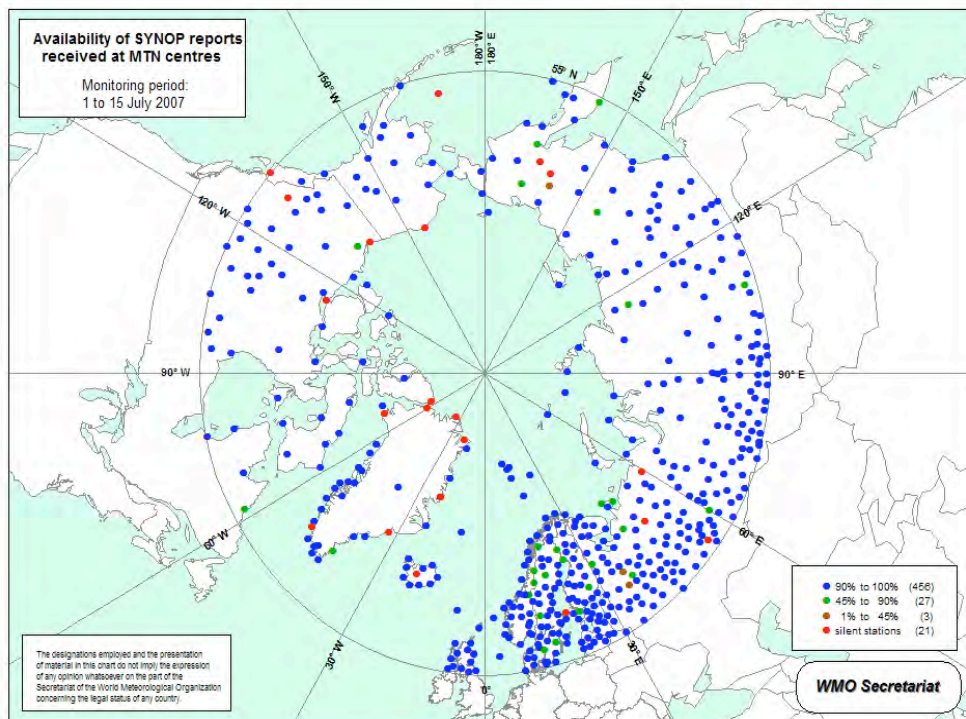 Availability of SYNOP reports
received at MTN centres
Monitoring period:
1 to 15 July 2007
180° W
180° E
150° W
55° N
150° E
120° W
120° E
90° W
90° E
60° W
60° E
30° W
0°
30° E
90% to 100% (456)
45% to 90% (27)
1% to 45% (3)
silent stations (21)
The designations employed and the presentation
of material in this chart do not imply the expression
of any opinion whatsoever on the part of the
Secretariat of the World Meteorological Organization
concerning the legal status of any country.
WMO Secretariat